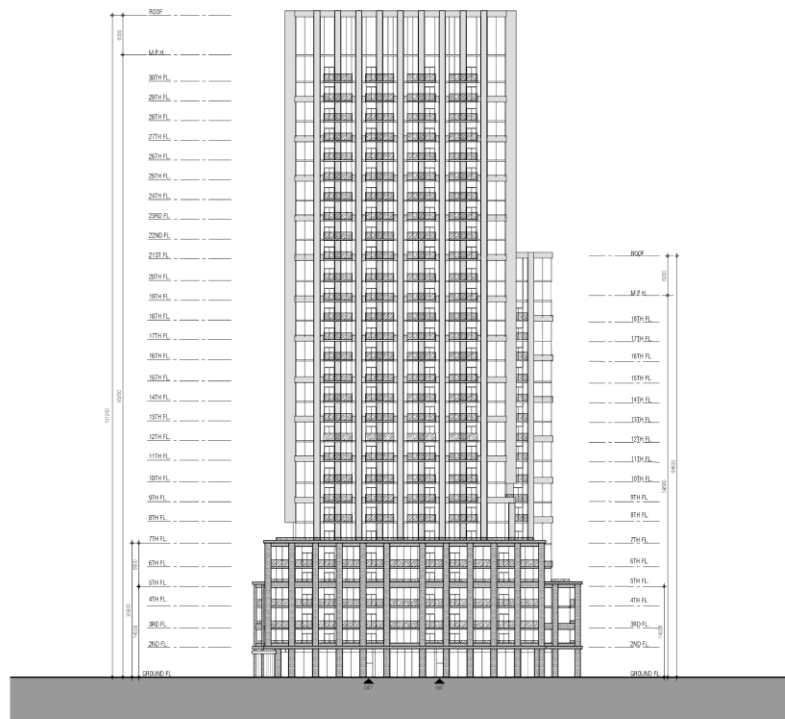 ROOF
M.P.H.
30TH FL.
29TH FL.
28TH FL.
27TH FL.
26TH FL.
25TH FL.
24TH FL.
23RD FL.
22ND FL.
21ST FL.
20TH FL.
19TH FL.
18TH FL.
17TH FL.
16TH FL.
15TH FL.
14TH FL.
13TH FL.
12TH FL.
11TH FL.
10TH FL.
9TH FL.
8TH FL.
7TH FL.
6TH FL.
5TH FL.
4TH FL.
3RD FL.
2ND FL.
GROUND FL.
ROOF
M.P.H.
18TH FL.
17TH FL.
16TH FL.
15TH FL.
14TH FL.
13TH FL.
12TH FL.
11TH FL.
10TH FL.
9TH FL.
8TH FL.
7TH FL.
6TH FL.
5TH FL.
4TH FL.
3RD FL.
2ND FL.
GROUND FL.